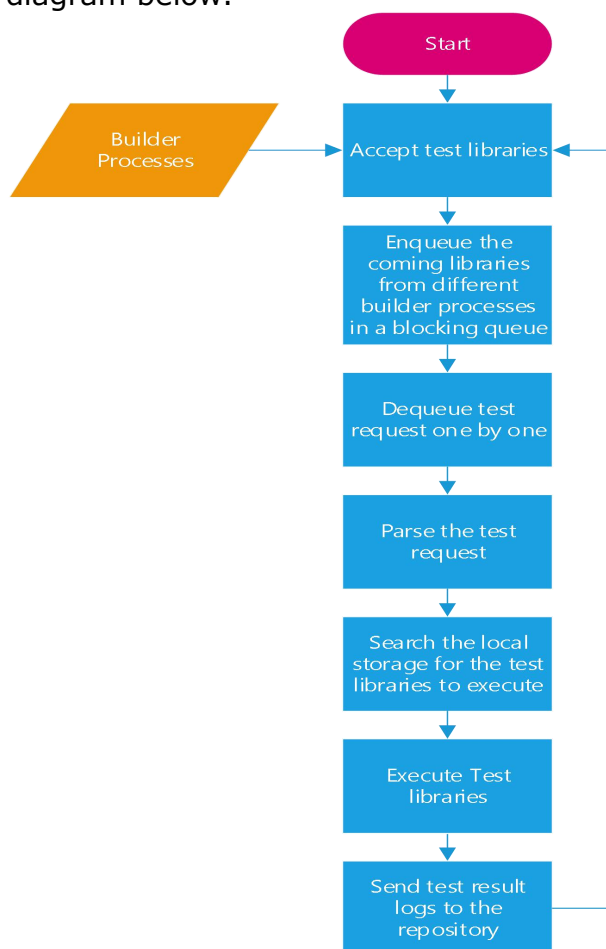 diagram below.
Start
Builder
Processes
Accept test libraries
Enqueue the
coming libraries
from different
builder processes
in a blocking queue
Dequeue test
request one by one
Parse the test
request
Search the local
storage for the test
libraries to execute
Execute Test
libraries
Send test result
logs to the
repository